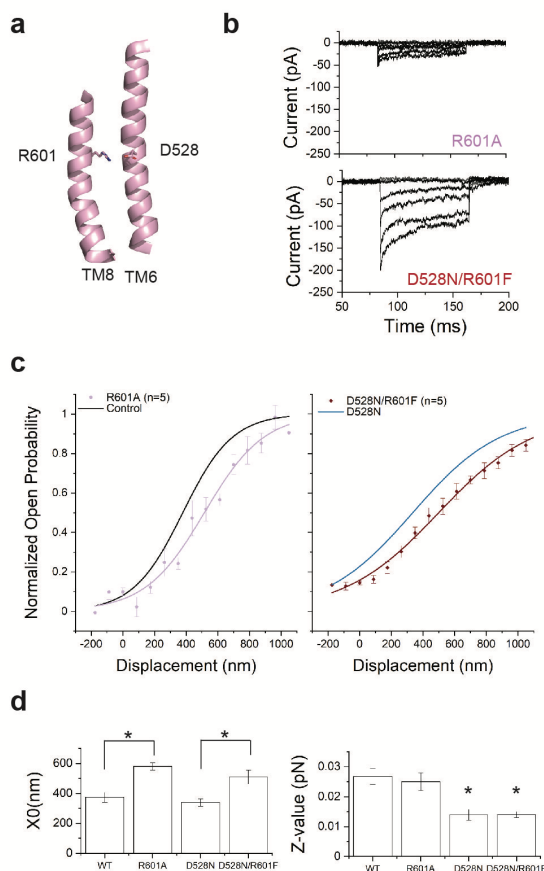 a
R601
D528
TM8
TM6
b
Current (pA)
0
-50
-100
-150
-200
-250
R601A
Current (pA)
0
-50
-100
-150
-200
-250
D528N/R601F
50
100
150
200
Time (ms)
c
Normalized Open Probability
1
0.8
0.6
0.4
0.2
0
R601A (n=5)
Control
-200 0 200 400 600 800 1000
Displacement (nm)
D528N/R601F (n=5)
D528N
-200 0 200 400 600 800 1000
Displacement (nm)
d
X0(nm)
600
400
200
0
*
*
WT R601A D528N D528N/R601F
Z-value (pN)
0.03
0.02
0.01
0
*
*
WT R601A D528N D528N/R601F